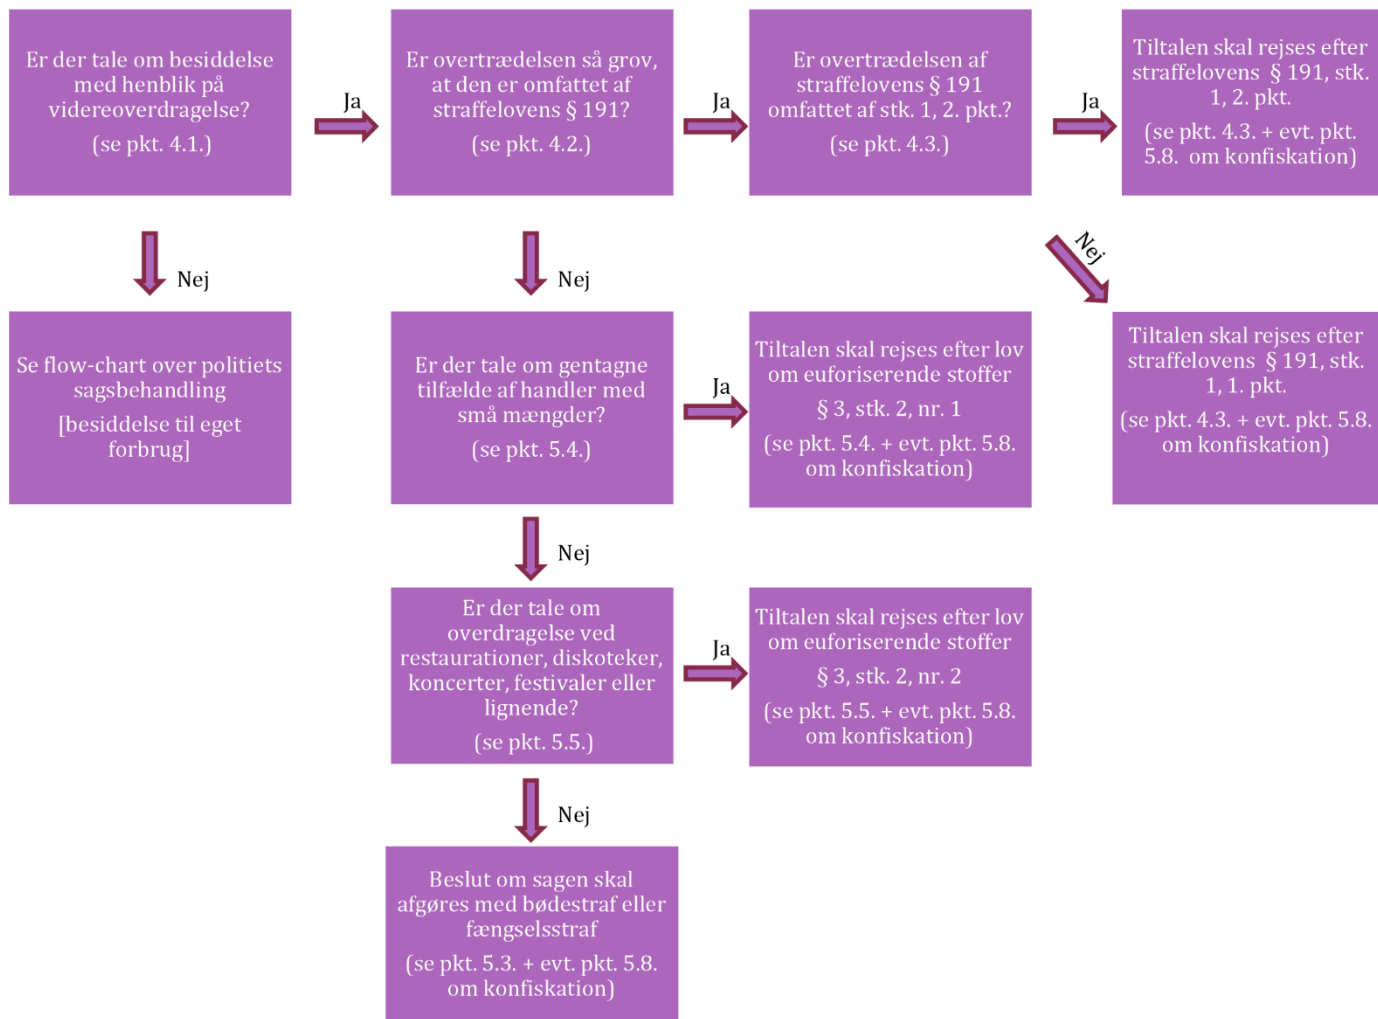 Er der tale om besiddelse
med henblik på
videreoverdragelse?
(se pkt. 4.1.)
Ja
Er overtrædelsen så grov,
at den er omfattet af
straffelovens § 191?
(se pkt. 4.2.)
Ja
Er overtrædelsen af
straffelovens § 191
omfattet af stk. 1, 2. pkt.?
(se pkt. 4.3.)
Ja
Tiltalen skal rejses efter
straffelovens § 191, stk.
1, 2. pkt.
(se pkt. 4.3. + evt. pkt.
5.8. om konfiskation)
Nej
Nej
Nej
Se flow-chart over politiets
sagsbehandling
[besiddelse til eget
forbrug]
Er der tale om gentagne
tilfælde af handler med
små mængder?
(se pkt. 5.4.)
Ja
Tiltalen skal rejses efter lov
om euforiserende stoffer
§ 3, stk. 2, nr. 1
(se pkt. 5.4. + evt. pkt. 5.8.
om konfiskation)
Tiltalen skal rejses efter
straffelovens § 191, stk.
1, 1. pkt.
(se pkt. 4.3 + evt. pkt. 5.8.
om konfiskation)
Nej
Er der tale om
overdragelse ved
restaurationer, diskoteker,
koncerter, festivaler eller
lignende?
(se pkt. 5.5.)
Ja
Tiltalen skal rejses efter lov
om euforiserende stoffer
§ 3, stk. 2, nr. 2
(se pkt. 5.5. + evt. pkt. 5.8.
om konfiskation)
Nej
Beslut om sagen skal
afgøres med bødestraf eller
fængselsstraf
(se pkt. 5.3. + evt. pkt. 5.8.
om konfiskation)